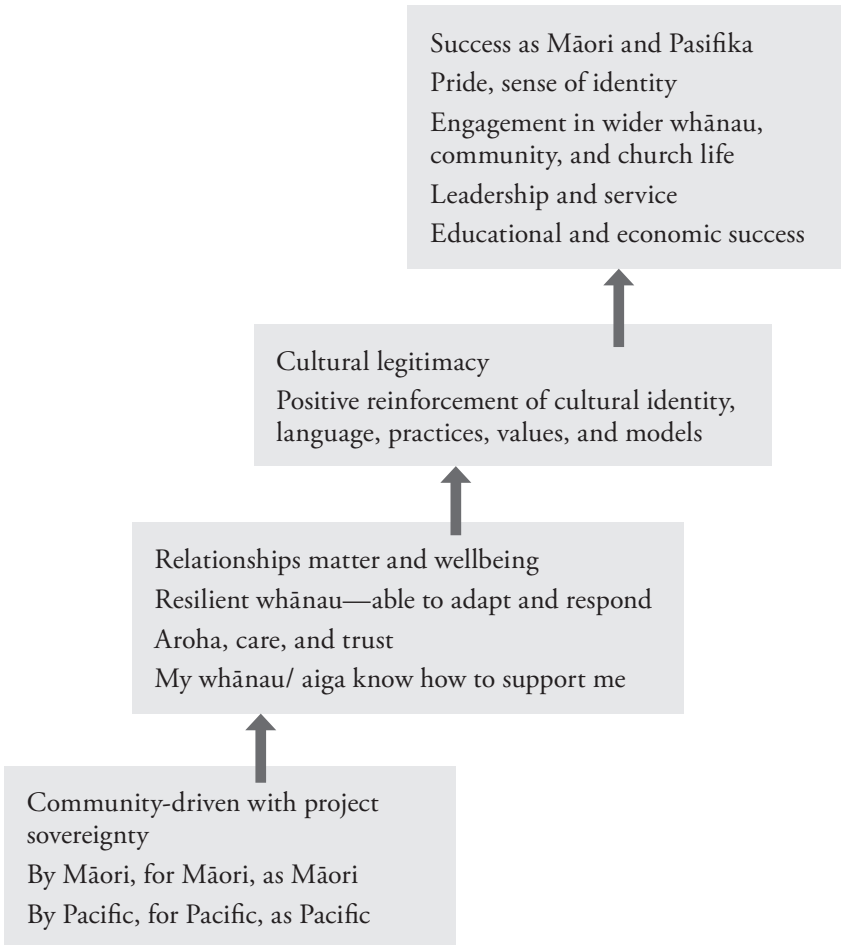 Success as Māori and Pasifika
Pride, sense of identity
Engagement in wider whānau,
community, and church life
Leadership and service
Educational and economic success
Cultural legitimacy
Positive reinforcement of cultural identity,
language, practices, values, and models
Relationships matter and wellbeing
Resilient whānau—able to adapt and respond
Aroha, care, and trust
My whānau/ aiga know how to support me
Community-driven with project
sovereignty
By Māori, for Māori, as Māori
By Pacific, for Pacific, as Pacific